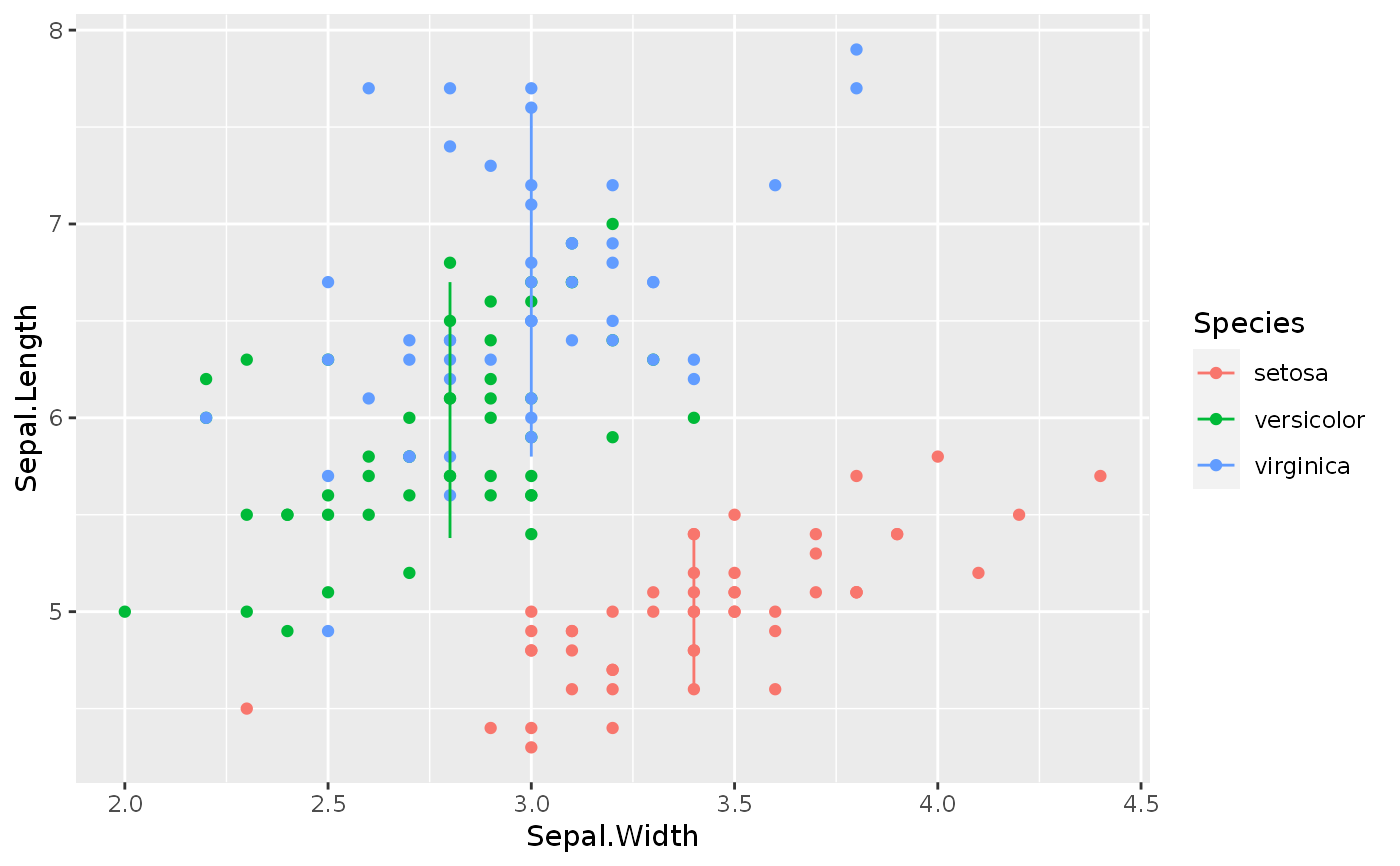 8
7
6
5
Sepal.Length
2.0 2.5 3.0 3.5 4.0 4.5
Sepal.Width
Species
setosa
versicolor
virginica